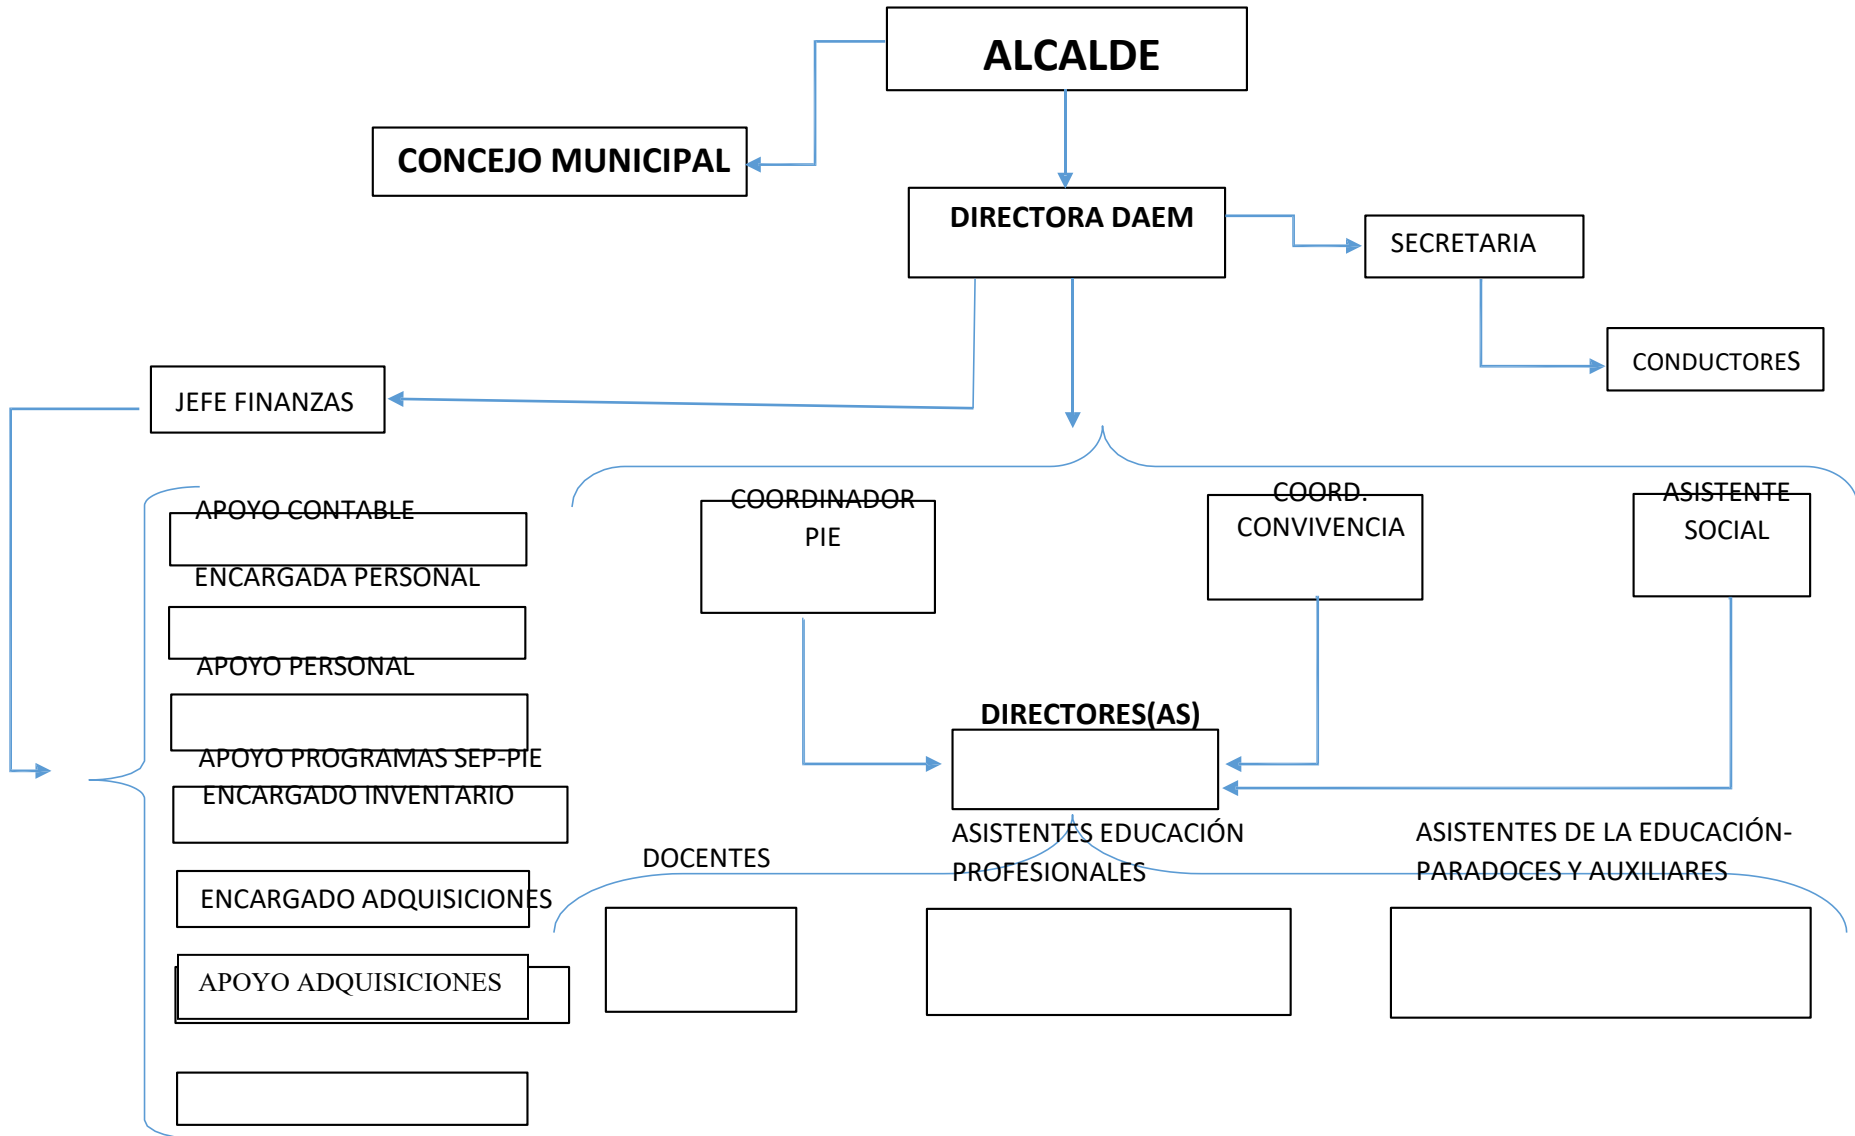 ALCALDE
CONCEJO MUNICIPAL
DIRECTORA DAEM
SECRETARIA
CONDUCTORES
JEFE FINANZAS
APOYO CONTABLE
ENCARGADA PERSONAL
APOYO PERSONAL
APOYO PROGRAMAS SEP-PIE
ENCARGADO INVENTARIO
ENCARGADO ADQUISICIONES
APOYO ADQUISICIONES
COORDINADOR
PIE
COORD.
CONVIVENCIA
ASISTENTE
SOCIAL
DIRECTORES(AS)
DOCENTES
ASISTENTES EDUCACIÓN
PROFESIONALES
ASISTENTES DE LA EDUCACIÓN-
PARADOCES Y AUXILIARES